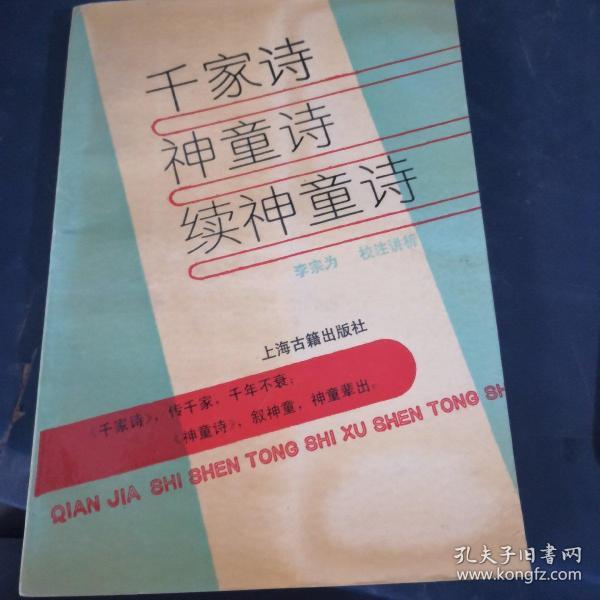 千家诗
神童诗
续神童诗
李宗为 校注讲析
上海古籍出版社
《千家诗》，传千家，千年不衰；
《神童诗》，叙神童，神童辈出。
QIAN JIA SHI SHEN TONG SHI XU SHEN TONG SH
孔夫子旧书网
www.kongfz.com